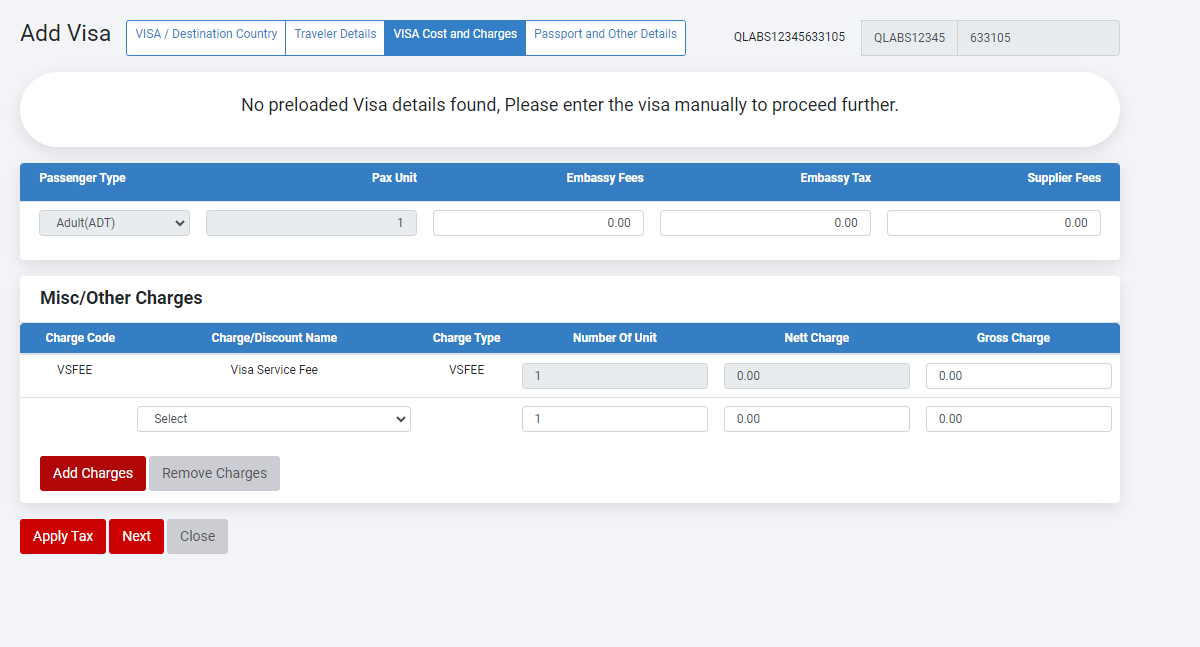 Add Visa
VISA / Destination Country Traveler Details VISA Cost and Charges Passport and Other Details
QLABS12345633105 QLABS12345 633105
No preloaded Visa details found, Please enter the visa manually to proceed further.
Passenger Type Pax Unit Embassy Fees Embassy Tax Supplier Fees
Adult(ADT) 1 0.00 0.00 0.00
Misc/Other Charges
Charge Code Charge/Discount Name Charge Type Number Of Unit Nett Charge Gross Charge
VSFEE Visa Service Fee VSFEE 1 0.00 0.00
Select 1 0.00 0.00
Add Charges Remove Charges
Apply Tax Next Close